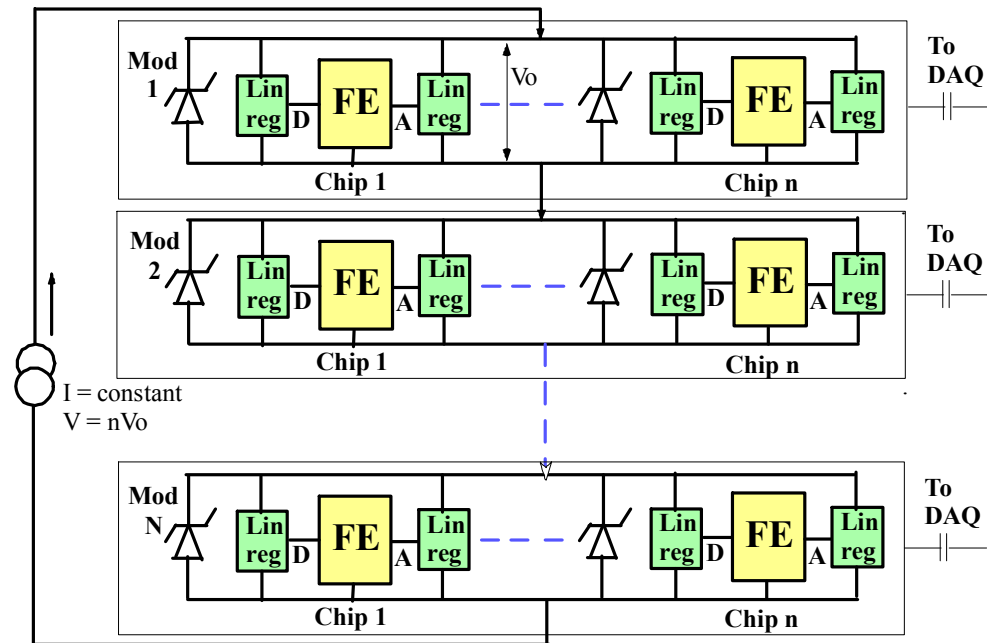 Mod
1
Lin
reg
D
FE
A
Lin
reg
Vo
Lin
reg
D
FE
A
Lin
reg
To
DAQ
Chip 1
Chip n
Mod
2
Lin
reg
D
FE
A
Lin
reg
Lin
reg
D
FE
A
Lin
reg
To
DAQ
Chip 1
Chip n
I = constant
V = nVo
Mod
N
Lin
reg
D
FE
A
Lin
reg
Lin
reg
D
FE
A
Lin
reg
To
DAQ
Chip 1
Chip n